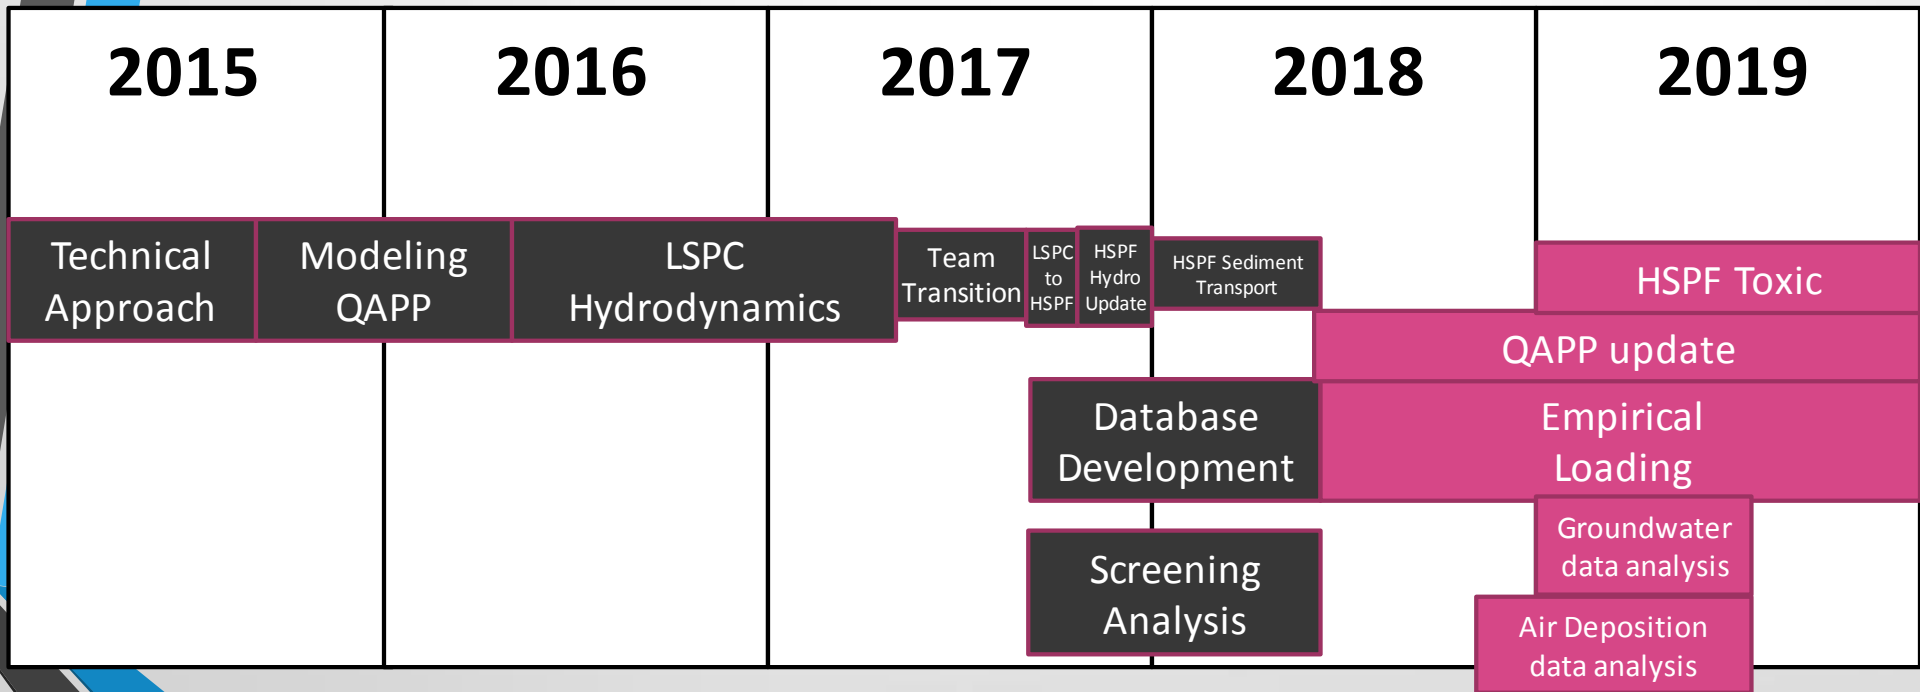 2015
2016
2017
2018
2019
Technical
Approach
Modeling
QAPP
LSPC
Hydrodynamics
Team
Transition
LSPC
to
HSPF
HSPF
Hydro
Update
HSPF Sediment
Transport
HSPF Toxic
QAPP update
Database
Development
Empirical
Loading
Screening
Analysis
Groundwater
data analysis
Air Deposition
data analysis